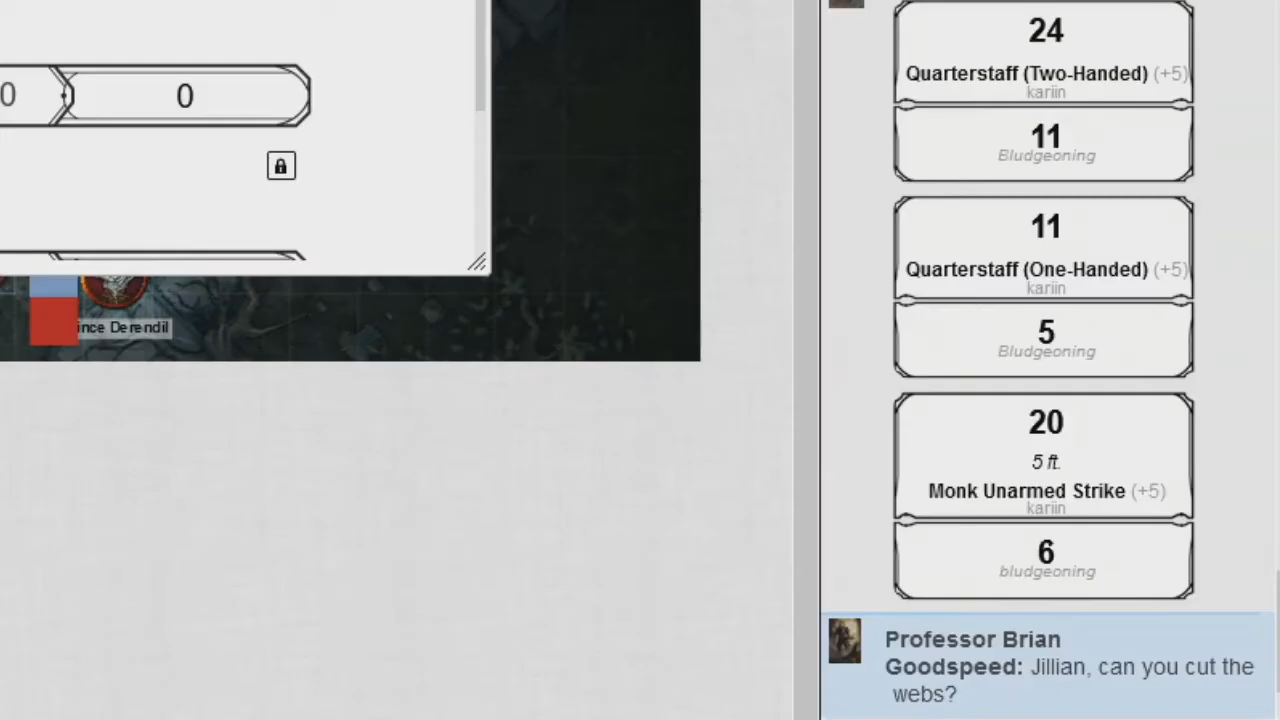 0
0
ince Derendil
24
Quarterstaff (Two-Handed) (+5)
kariin
11
Bludgeoning
11
Quarterstaff (One-Handed) (+5)
kariin
5
Bludgeoning
20
5 ft.
Monk Unarmed Strike (+5)
kariin
6
bludgeoning
Professor Brian
Goodspeed: Jillian, can you cut the
webs?